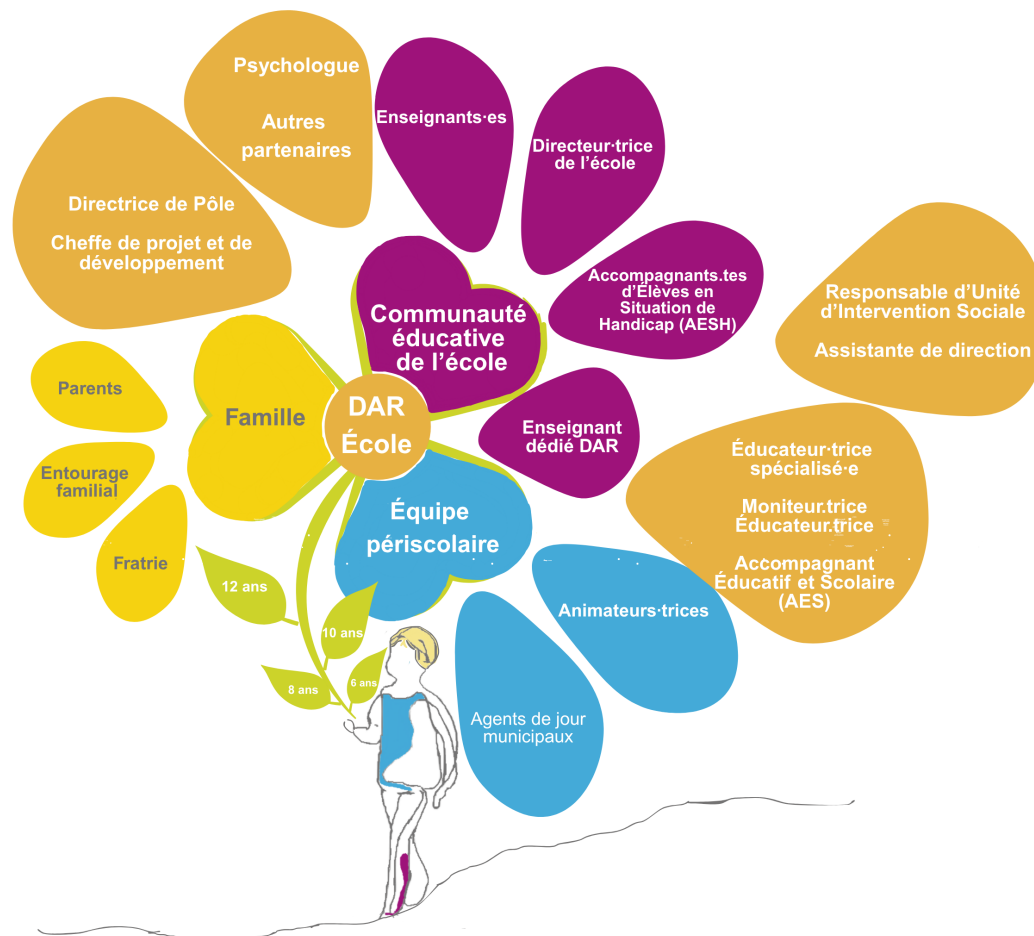 Psychologue
Autres
partenaires
Enseignants·es
Directeur·trice
de l'école
Directrice de Pôle
Cheffe de projet et de
développement
Accompagnants.tes
d'Élèves en
Situation de
Handicap (AESH)
Responsable d'Unité
d'Intervention Sociale
Assistante de direction
Communauté
éducative
de l'école
Parents
Famille
DAR
École
Enseignant
dédié DAR
Entourage
familial
Fratrie
Éducateur·trice
spécialisé·e
Moniteur.trice
Éducateur.trice
Accompagnant
Éducatif et Scolaire
(AES)
Équipe
périscolaire
Animateurs·trices
12 ans
10 ans
8 ans
6 ans
Agents de jour
municipaux